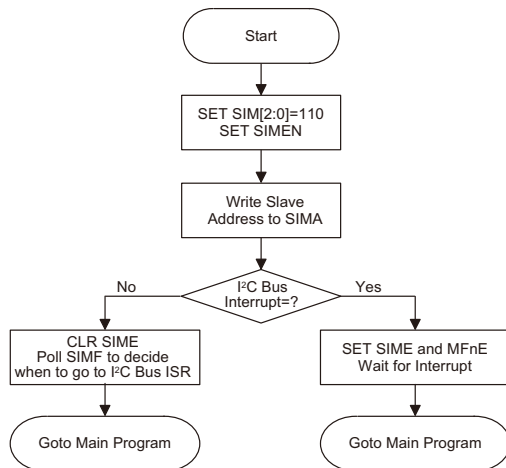 Start
SET SIM[2:0]=110
SET SIMEN
Write Slave
Address to SIMA
I²C Bus
Interrupt=?
No
Yes
CLR SIME
Poll SIMF to decide
when to go to I²C Bus ISR
SET SIME and MFnE
Wait for Interrupt
Goto Main Program
Goto Main Program